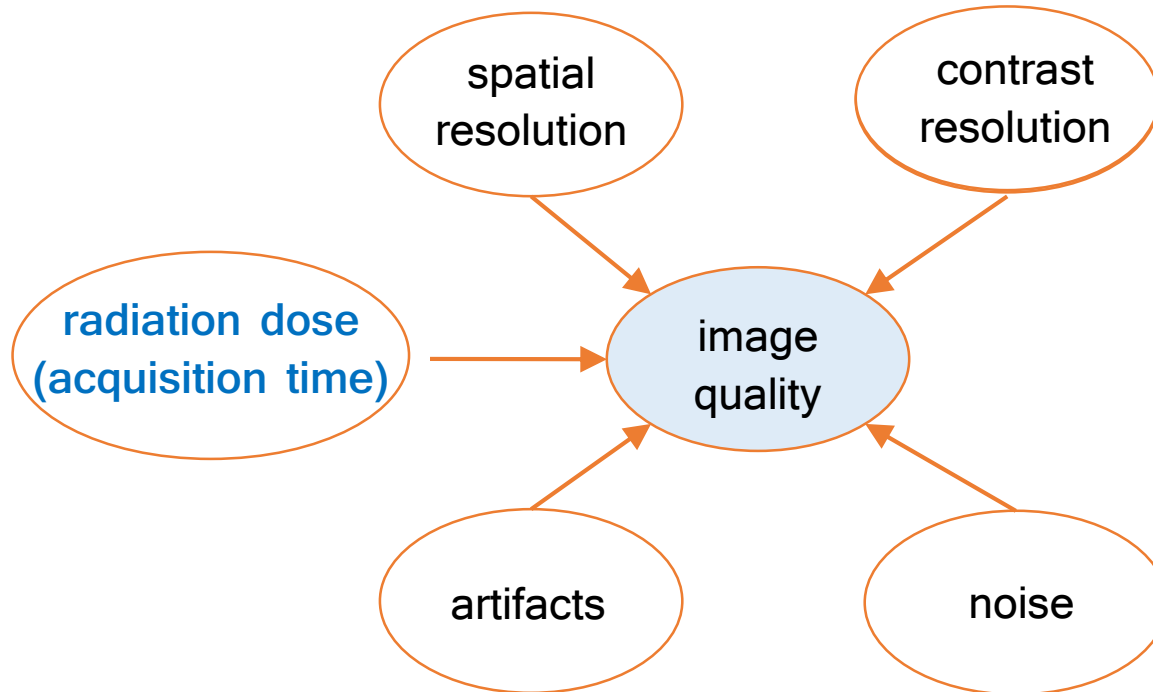 spatial
resolution
contrast
resolution
radiation dose
(acquisition time)
image
quality
artifacts
noise